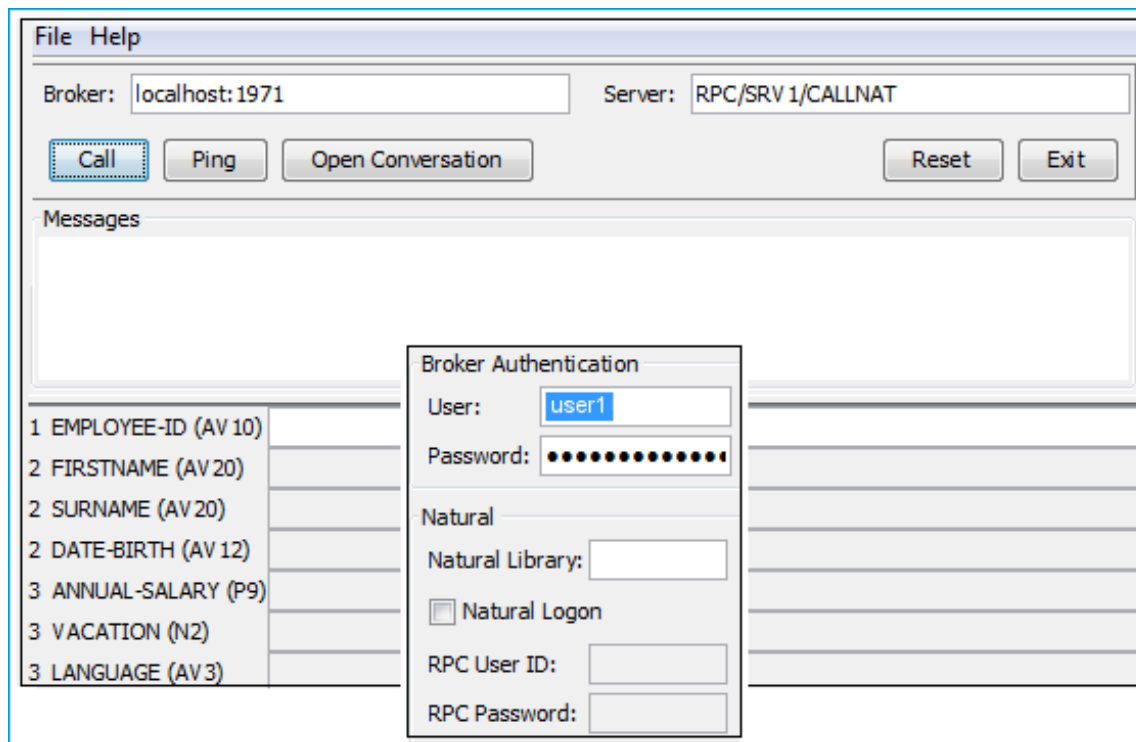 File Help
Broker: localhost:1971 Server: RPC/SRV1/CALLNAT
Call Ping Open Conversation Reset Exit
Messages
Broker Authentication
User: user1
Password: ●●●●●●●●●●●●●
Natural
Natural Library:
Natural Logon
RPC User ID:
RPC Password:
1 EMPLOYEE-ID (AV10)
2 FIRSTNAME (AV20)
2 SURNAME (AV20)
2 DATE-BIRTH (AV12)
3 ANNUAL-SALARY (P9)
3 VACATION (N2)
3 LANGUAGE (AV3)